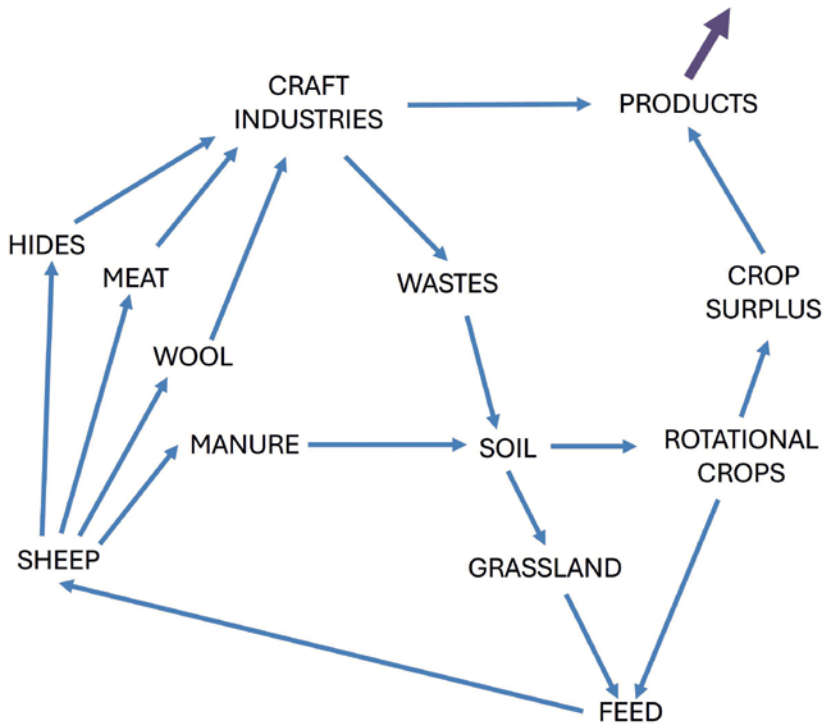 CRAFT
INDUSTRIES
PRODUCTS
HIDES
MEAT
WASTES
CROP
SURPLUS
WOOL
MANURE
SOIL
ROTATIONAL
CROPS
SHEEP
GRASSLAND
FEED